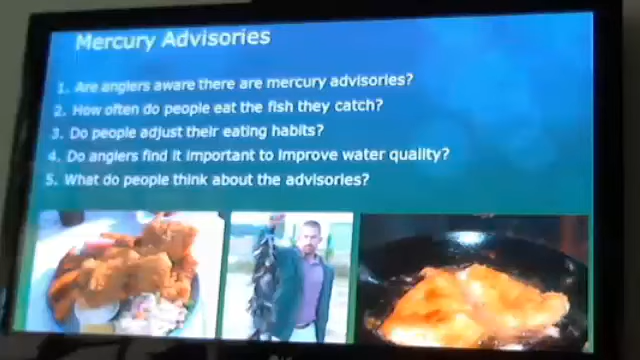 Mercury Advisories
1. Are anglers aware there are mercury advisories?
2. How often do people eat the fish they catch?
3. Do people adjust their eating habits?
4. Do anglers find it important to improve water quality?
5. What do people think about the advisories?